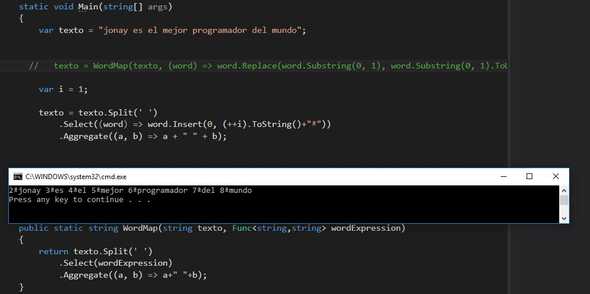 static void Main(string[] args)
{
var texto = "jonay es el mejor programador del mundo";
// texto = WordMap(texto, (word) => word.Replace(word.Substring(0, 1), word.Substring(0, 1).ToU
var i = 1;
texto = texto.Split(' ')
.Select((word) => word.Insert(0, (++i).ToString()+"*"))
.Aggregate((a, b) => a + " " + b);
C:\WINDOWS\system32\cmd.exe
2*jonay 3*es 4*el 5*mejor 6*programador 7*del 8*mundo
Press any key to continue . . .
public static string WordMap(string texto, Func<string,string> wordExpression)
{
return texto.Split(' ')
.Select(wordExpression)
.Aggregate((a, b) => a+" "+b);
}